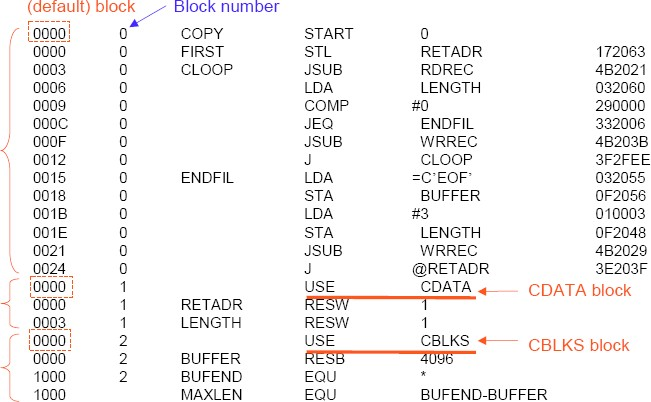 (default) block Block number
0000 0 COPY START 0
0000 0 FIRST STL RETADR 172063
0003 0 CLOOP JSUB RDREC 4B2021
0006 0 LDA LENGTH 032060
0009 0 COMP #0 290000
000C 0 JEQ ENDFIL 332006
000F 0 JSUB WRREC 4B203B
0012 0 J CLOOP 3F2FEE
0015 0 ENDFIL LDA =C'EOF' 032055
0018 0 STA BUFFER 0F2056
001B 0 LDA #3 010003
001E 0 STA LENGTH 0F2048
0021 0 JSUB WRREC 4B2029
0024 0 J @RETADR 3E203F
0000 1 USE CDATA CDATA block
0000 1 RETADR RESW 1
0003 1 LENGTH RESW 1
0000 2 USE CBLKS CBLKS block
0000 2 BUFFER RESB 4096
1000 2 BUFEND EQU *
1000 MAXLEN EQU BUFEND-BUFFER